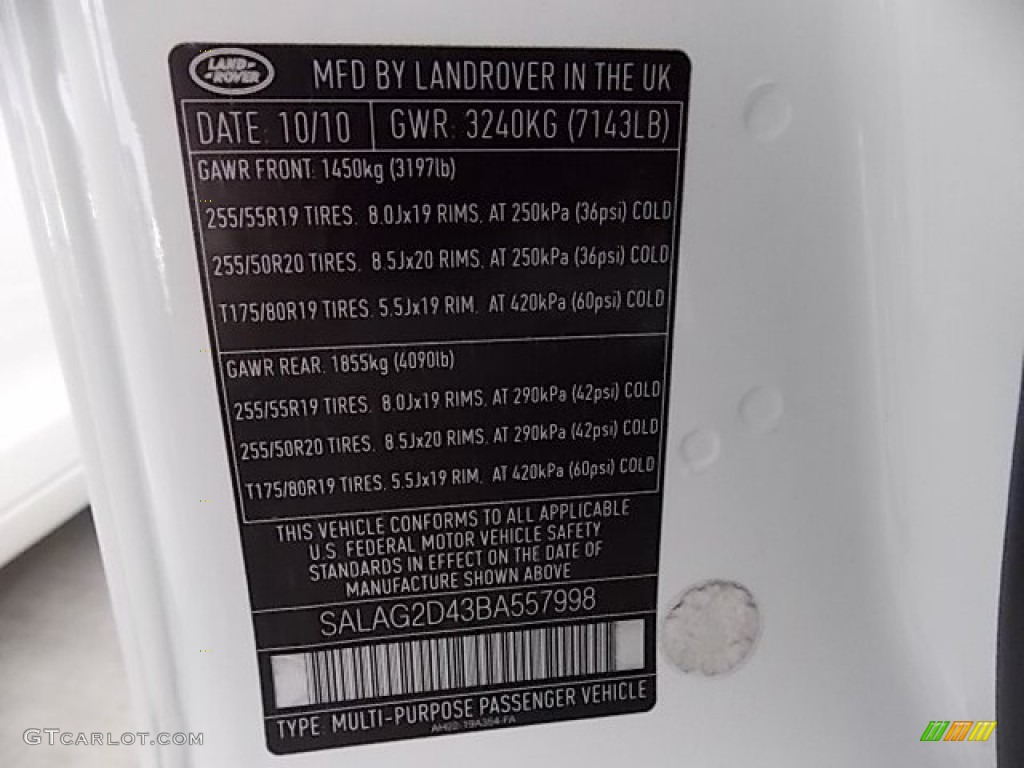 LAND ROVER
MFD BY LANDROVER IN THE UK
DATE: 10/10 GWR: 3240KG (7143LB)
GAWR FRONT: 1450kg (3197lb)
255/55R19 TIRES, 8.0Jx19 RIMS, AT 250kPa (36psi) COLD
255/50R20 TIRES, 8.5Jx20 RIMS, AT 250kPa (36psi) COLD
T175/80R19 TIRES, 5.5Jx19 RIM, AT 420kPa (60psi) COLD
GAWR REAR: 1855kg (4090lb)
255/55R19 TIRES, 8.0Jx19 RIMS, AT 290kPa (42psi) COLD
255/50R20 TIRES, 8.5Jx20 RIMS, AT 290kPa (42psi) COLD
T175/80R19 TIRES, 5.5Jx19 RIM, AT 420kPa (60psi) COLD
THIS VEHICLE CONFORMS TO ALL APPLICABLE
U.S. FEDERAL MOTOR VEHICLE SAFETY
STANDARDS IN EFFECT ON THE DATE OF
MANUFACTURE SHOWN ABOVE
SALAG2D43BA557998
TYPE: MULTI-PURPOSE PASSENGER VEHICLE
AH22-19A354-FA
GTCarLot.com